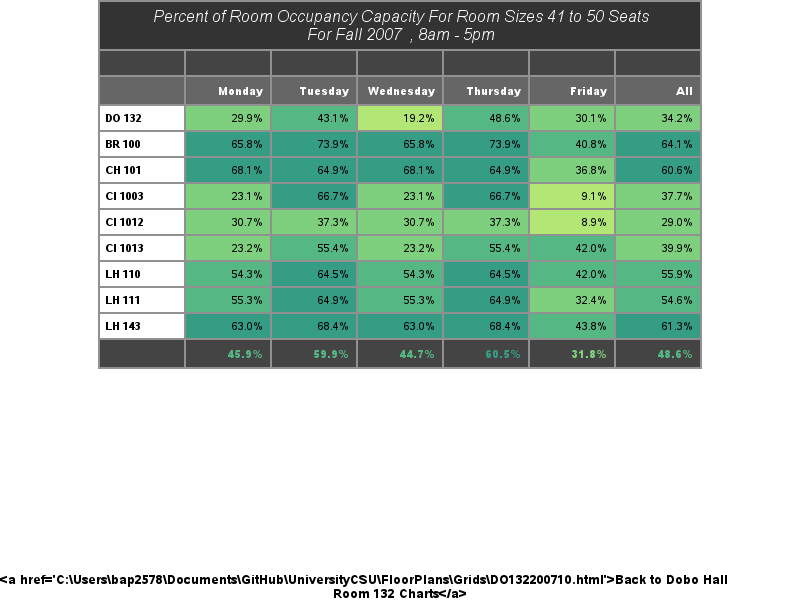 Percent of Room Occupancy Capacity For Room Sizes 41 to 50 Seats
For Fall 2007 , 8am - 5pm
Monday Tuesday Wednesday Thursday Friday All
DO 132 29.9% 43.1% 19.2% 48.6% 30.1% 34.2%
BR 100 65.8% 73.9% 65.8% 73.9% 40.8% 64.1%
CH 101 68.1% 64.9% 68.1% 64.9% 36.8% 60.6%
CI 1003 23.1% 66.7% 23.1% 66.7% 9.1% 37.7%
CI 1012 30.7% 37.3% 30.7% 37.3% 8.9% 29.0%
CI 1013 23.2% 55.4% 23.2% 55.4% 42.0% 39.9%
LH 110 54.3% 64.5% 54.3% 64.5% 42.0% 55.9%
LH 111 55.3% 64.9% 55.3% 64.9% 32.4% 54.6%
LH 143 63.0% 68.4% 63.0% 68.4% 43.8% 61.3%
45.9% 59.9% 44.7% 60.5% 31.8% 48.6%
<a href='C:\Users\bap2578\Documents\GitHub\UniversityCSU\FloorPlans\Grids\DO132200710.html'>Back to Dobo Hall
Room 132 Charts</a>